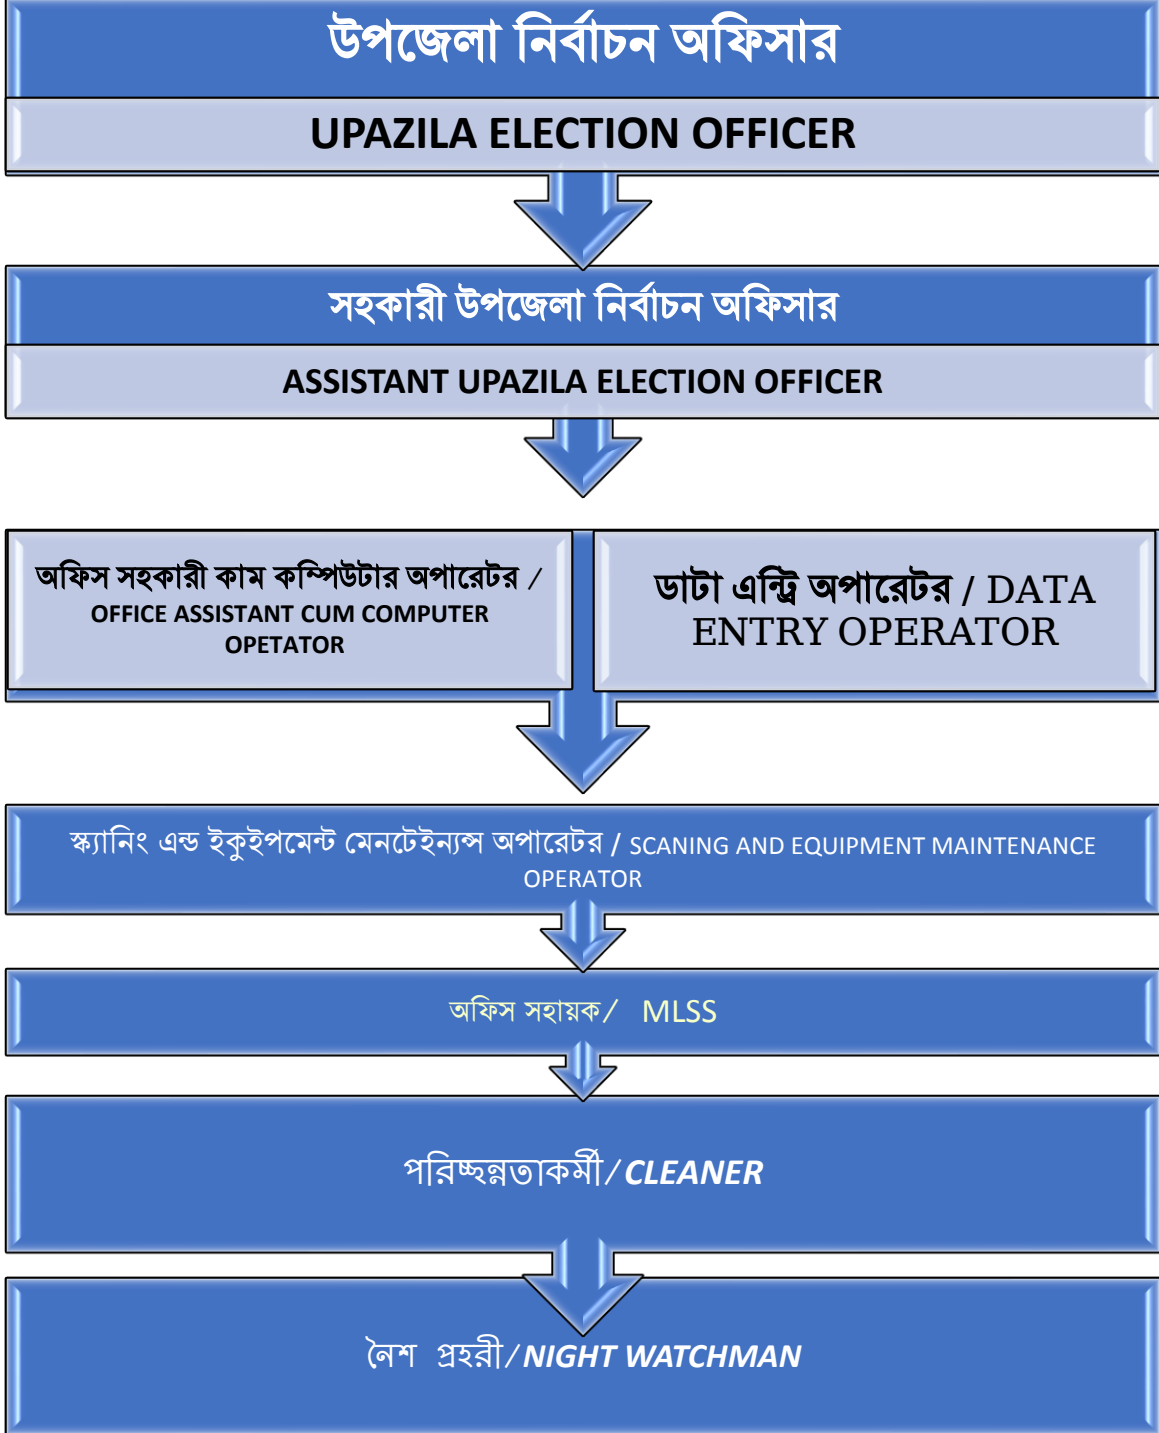 উপজেলা নির্বাচন অফিসার
UPAZILA ELECTION OFFICER
সহকারী উপজেলা নির্বাচন অফিসার
ASSISTANT UPAZILA ELECTION OFFICER
অফিস সহকারী কাম কম্পিউটার অপারেটর /
OFFICE ASSISTANT CUM COMPUTER
OPETATOR
ডাটা এন্ট্রি অপারেটর / DATA
ENTRY OPERATOR
স্ক্যানিং এন্ড ইকুইপমেন্ট মেনটেইন্যন্স অপারেটর / SCANING AND EQUIPMENT MAINTENANCE
OPERATOR
অফিস সহায়ক/ MLSS
পরিচ্ছন্নতাকর্মী/CLEANER
নৈশ প্রহরী/NIGHT WATCHMAN